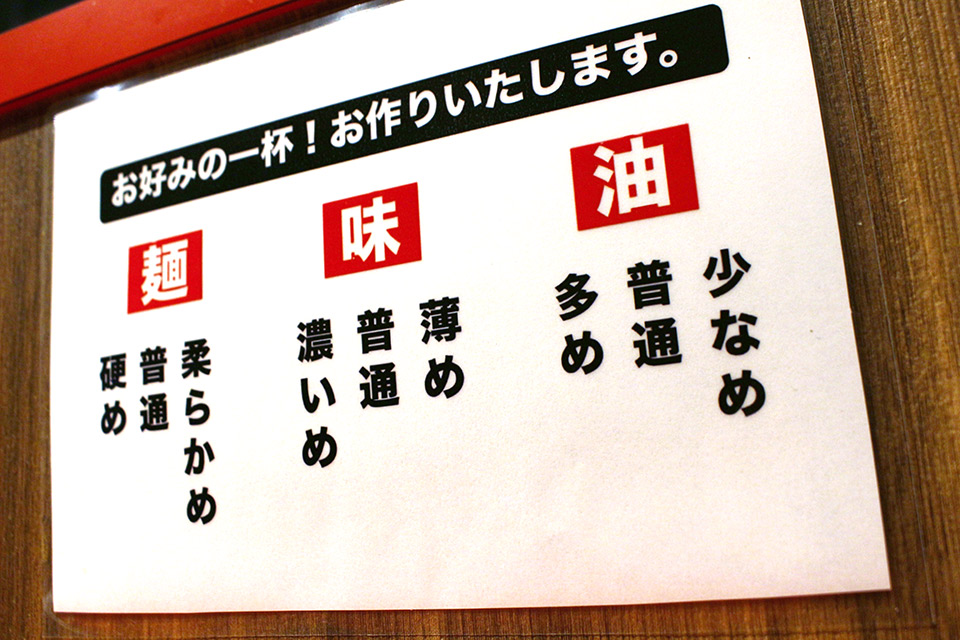 お好みの一杯！お作りいたします。
油
少なめ
普通
多め
味
薄め
普通
濃いめ
麺
柔らかめ
普通
硬め